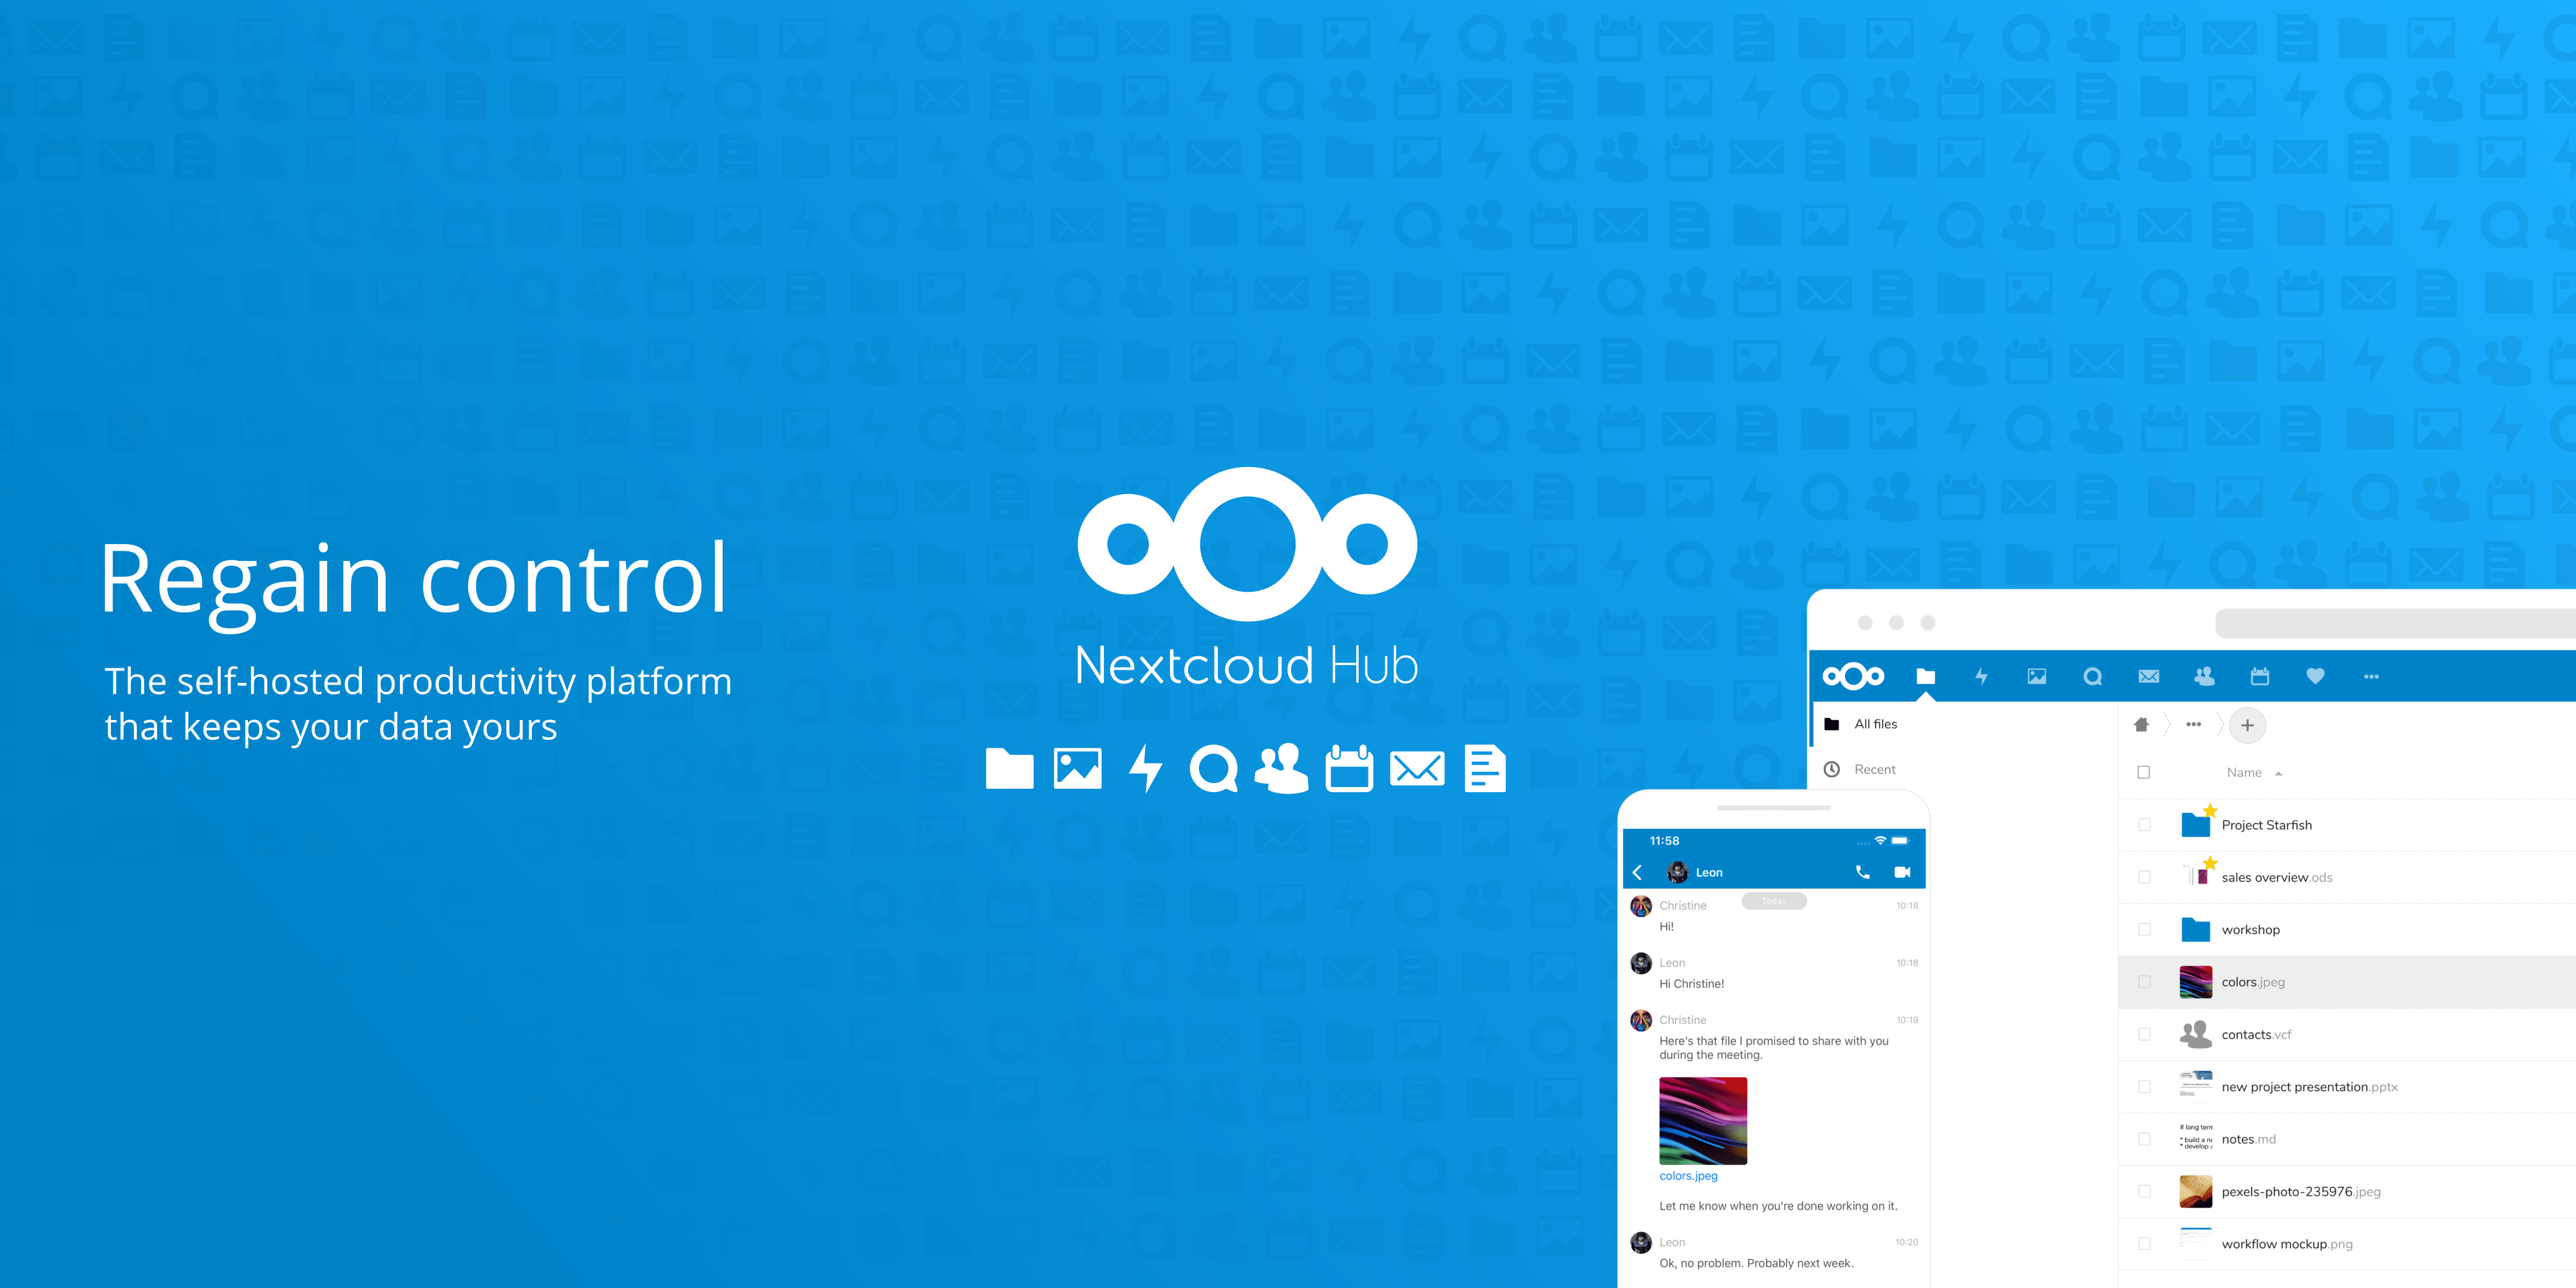 Regain control
The self-hosted productivity platform
that keeps your data yours
Nextcloud Hub
All files
Recent
Name
Project Starfish
sales overview.ods
workshop
colors.jpeg
contacts.vcf
new project presentation.pptx
# long term
* build a
* develop
notes.md
pexels-photo-235976.jpeg
workflow mockup.png
11:58
Leon
Today
Christine 10:18
Hi!
Leon 10:18
Hi Christine!
Christine 10:19
Here's that file I promised to share with you
during the meeting.
colors.jpeg
Let me know when you're done working on it.
Leon 10:20
Ok, no problem. Probably next week.